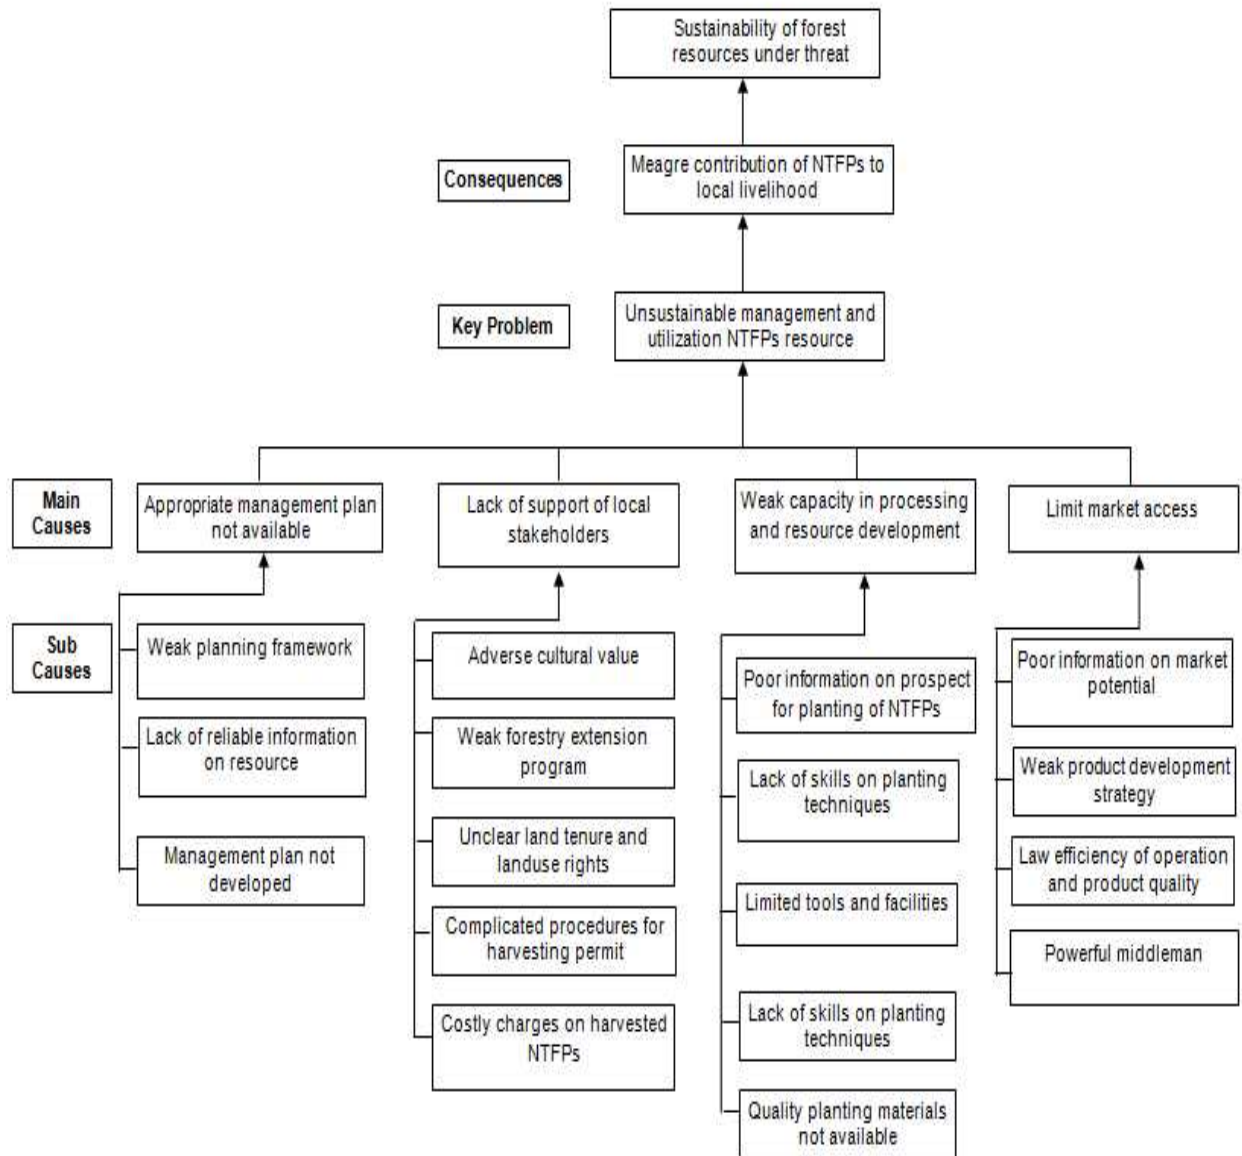 Sustainability of forest
resources under threat
Consequences
Meagre contribution of NTFPs to
local livelihood
Key Problem
Unsustainable management and
utilization NTFPs resource
Main
Causes
Appropriate management plan
not available
Lack of support of local
stakeholders
Weak capacity in processing
and resource development
Limit market access
Sub
Causes
Weak planning framework
Lack of reliable information
on resource
Management plan not
developed
Adverse cultural value
Weak forestry extension
program
Unclear land tenure and
landuse rights
Complicated procedures for
harvesting permit
Costly charges on harvested
NTFPs
Poor information on prospect
for planting of NTFPs
Lack of skills on planting
techniques
Limited tools and facilities
Lack of skills on planting
techniques
Quality planting materials
not available
Poor information on market
potential
Weak product development
strategy
Law efficiency of operation
and product quality
Powerful middleman